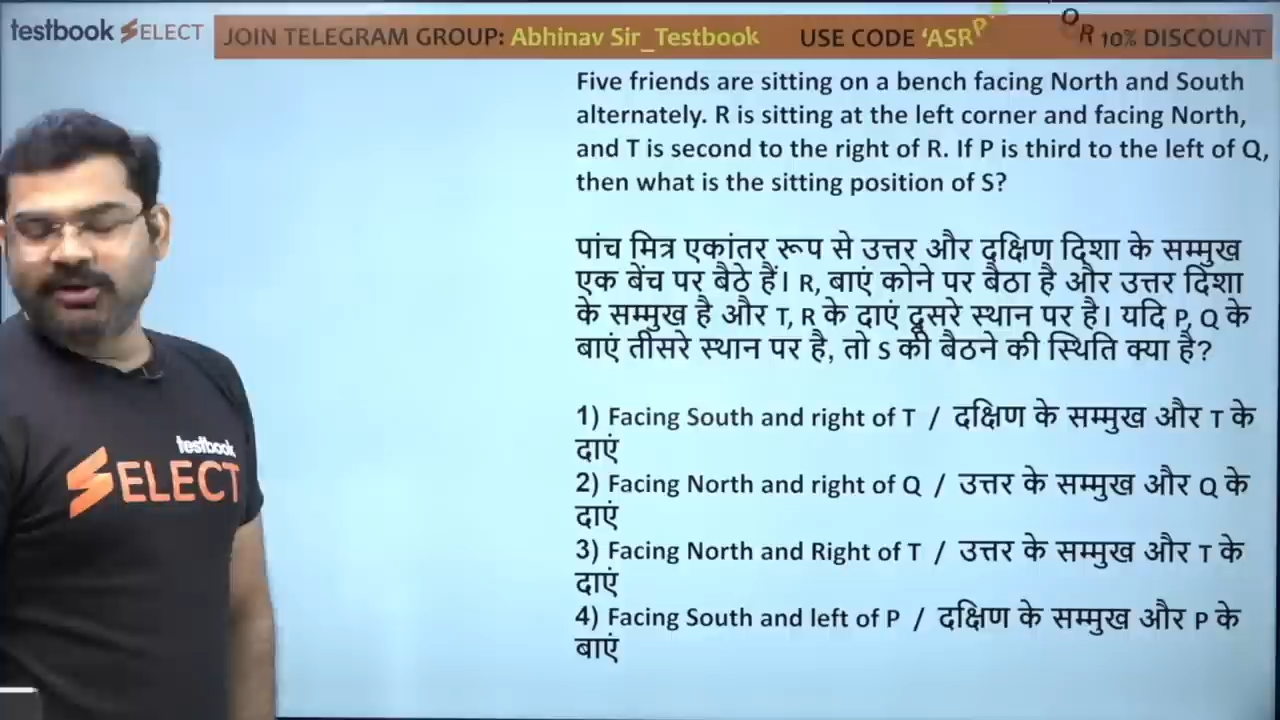 testbook SELECT
JOIN TELEGRAM GROUP: Abhinav Sir_Testbook USE CODE ‘ASRP’ OR 10% DISCOUNT
Five friends are sitting on a bench facing North and South
alternately. R is sitting at the left corner and facing North,
and T is second to the right of R. If P is third to the left of Q,
then what is the sitting position of S?
पांच मित्र एकांतर रूप से उत्तर और दक्षिण दिशा के सम्मुख
एक बेंच पर बैठे हैं। R, बाएं कोने पर बैठा है और उत्तर दिशा
के सम्मुख है और T, R के दाएं दूसरे स्थान पर है। यदि P, Q के
बाएं तीसरे स्थान पर है, तो S की बैठने की स्थिति क्या है?
1) Facing South and right of T / दक्षिण के सम्मुख और T के
दाएं
2) Facing North and right of Q / उत्तर के सम्मुख और Q के
दाएं
3) Facing North and Right of T / उत्तर के सम्मुख और T के
दाएं
4) Facing South and left of P / दक्षिण के सम्मुख और P के
बाएं
testbook
SELECT